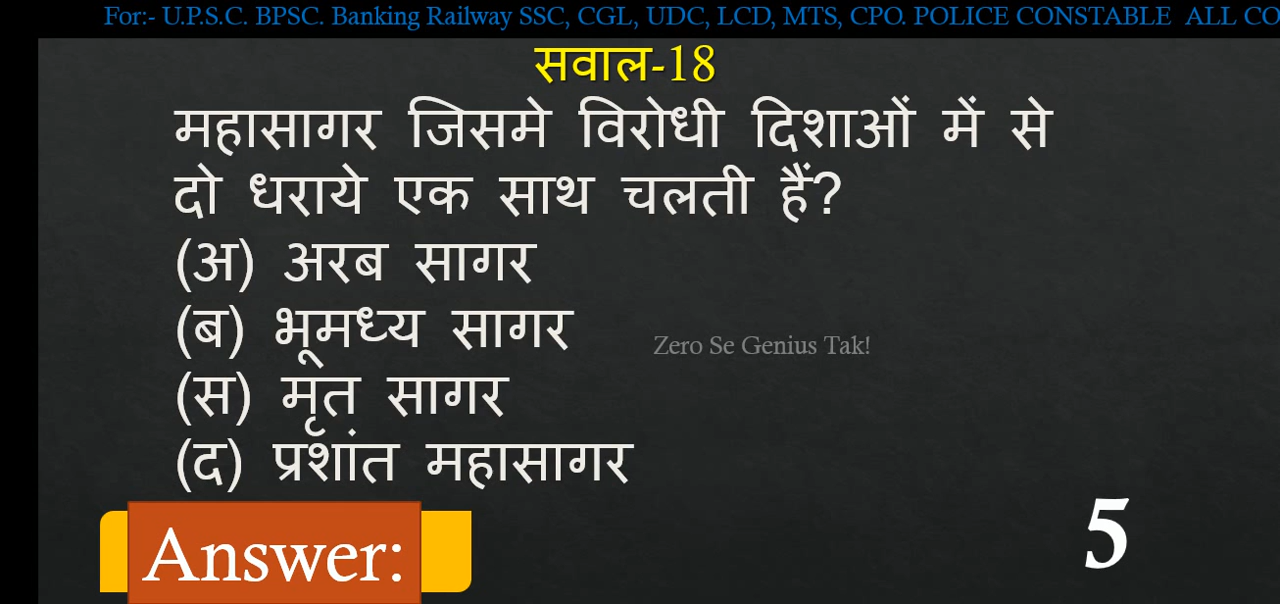 For:- U.P.S.C. BPSC. Banking Railway SSC, CGL, UDC, LCD, MTS, CPO. POLICE CONSTABLE ALL CO
सवाल-18
महासागर जिसमे विरोधी दिशाओं में से
दो धराये एक साथ चलती हैं?
(अ) अरब सागर
(ब) भूमध्य सागर
Zero Se Genius Tak!
(स) मृत सागर
(द) प्रशांत महासागर
Answer:
5